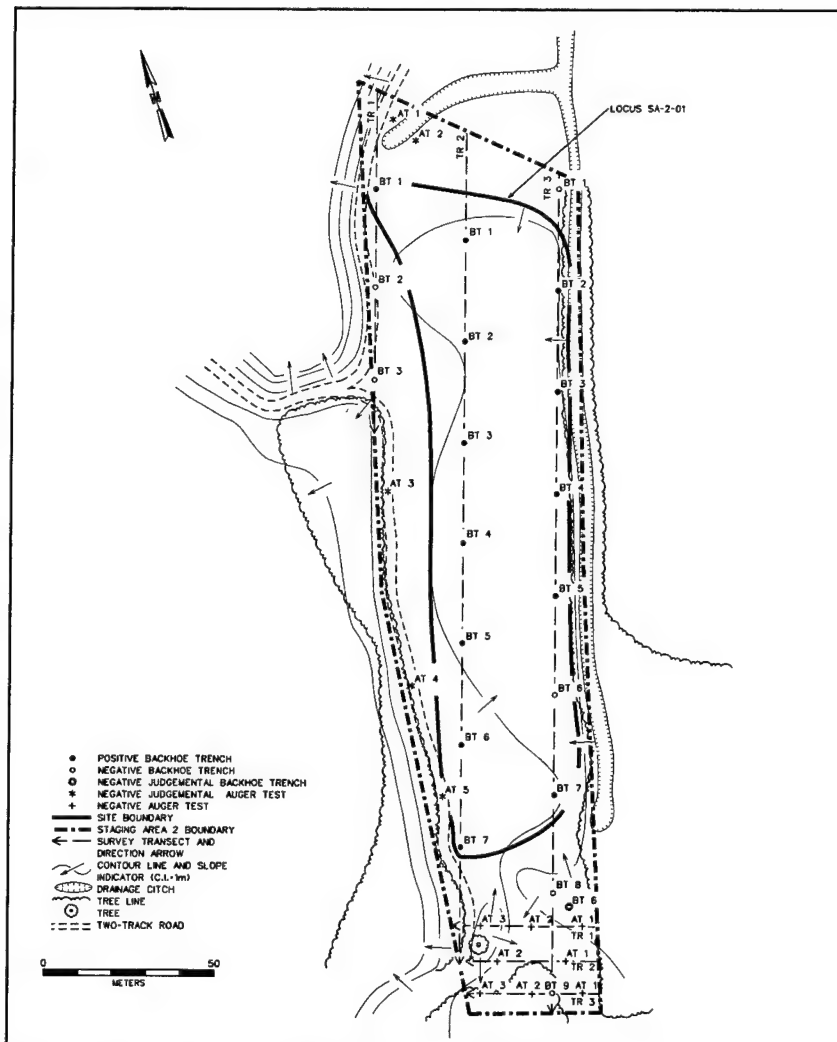 N
TR 1
AT 1
AT 2
TR 2
LOCUS SA-2-01
TR 3
BT 1
BT 1
BT 1
BT 2
BT 2
BT 2
BT 3
BT 3
BT 3
AT 3
BT 4
BT 4
BT 5
BT 5
AT 4
BT 6
BT 6
AT 5
BT 7
BT 7
BT 8
BT 6
AT 3 AT 2 AT 1
TR 1
AT 2 AT 1
TR 2
AT 3 AT 2 BT 9 AT 1
TR 3
POSITIVE BACKHOE TRENCH
NEGATIVE BACKHOE TRENCH
NEGATIVE JUDGEMENTAL BACKHOE TRENCH
NEGATIVE JUDGEMENTAL AUGER TEST
NEGATIVE AUGER TEST
SITE BOUNDARY
STAGING AREA 2 BOUNDARY
SURVEY TRANSECT AND
DIRECTION ARROW
CONTOUR LINE AND SLOPE
INDICATOR (C.I.=1m)
DRAINAGE CITCH
TREE LINE
TREE
TWO-TRACK ROAD
0 50
METERS